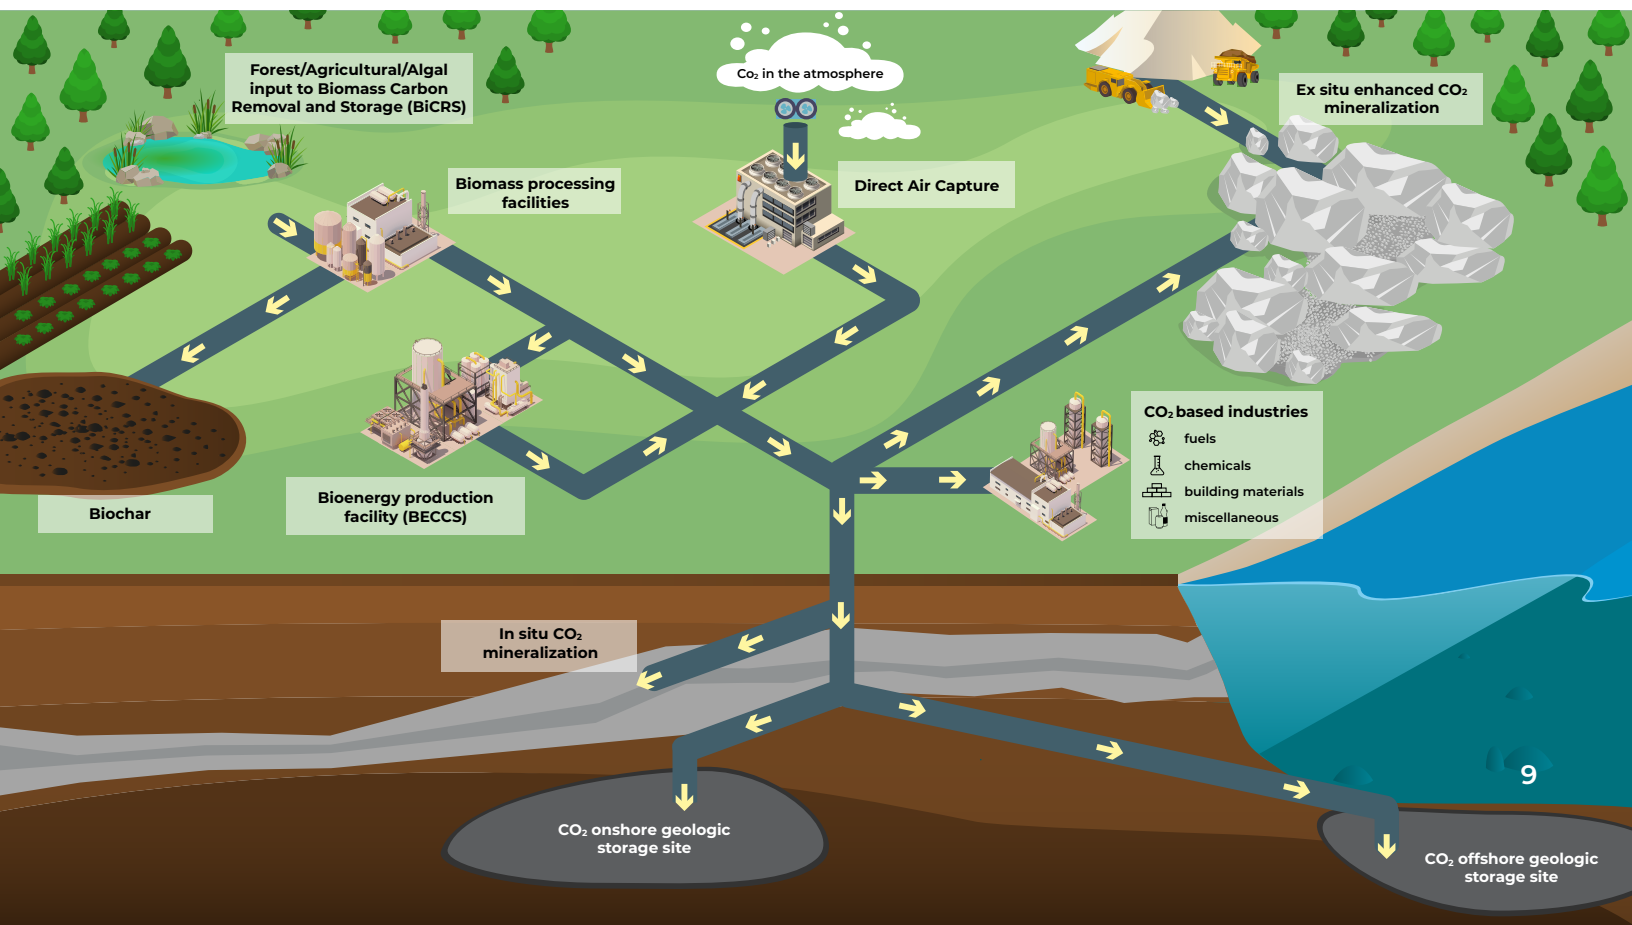 Forest/Agricultural/Algal
input to Biomass Carbon
Removal and Storage (BiCRS)
Co₂ in the atmosphere
Ex situ enhanced CO₂
mineralization
Biomass processing
facilities
Direct Air Capture
CO₂ based industries
fuels
chemicals
building materials
miscellaneous
Bioenergy production
facility (BECCS)
Biochar
In situ CO₂
mineralization
9
CO₂ onshore geologic
storage site
CO₂ offshore geologic
storage site